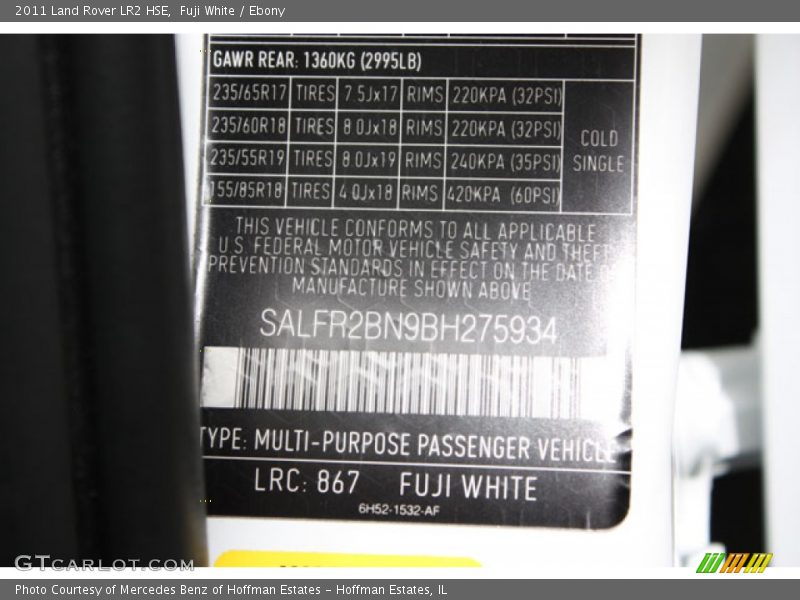 2011 Land Rover LR2 HSE, Fuji White / Ebony
GAWR REAR: 1360KG (2995LB)
235/65R17 TIRES 7.5Jx17 RIMS 220KPA (32PSI)
235/60R18 TIRES 8.0Jx18 RIMS 220KPA (32PSI)
235/55R19 TIRES 8.0Jx19 RIMS 240KPA (35PSI)
155/85R18 TIRES 4.0Jx18 RIMS 420KPA (60PSI)
COLD
SINGLE
THIS VEHICLE CONFORMS TO ALL APPLICABLE
U.S. FEDERAL MOTOR VEHICLE SAFETY AND THEFT
PREVENTION STANDARDS IN EFFECT ON THE DATE
MANUFACTURE SHOWN ABOVE
SALFR2BN9BH275934
TYPE: MULTI-PURPOSE PASSENGER VEHICLE
LRC: 867 FUJI WHITE
6H52-1532-AF
GTCARLOT.COM
Photo Courtesy of Mercedes Benz of Hoffman Estates - Hoffman Estates, IL